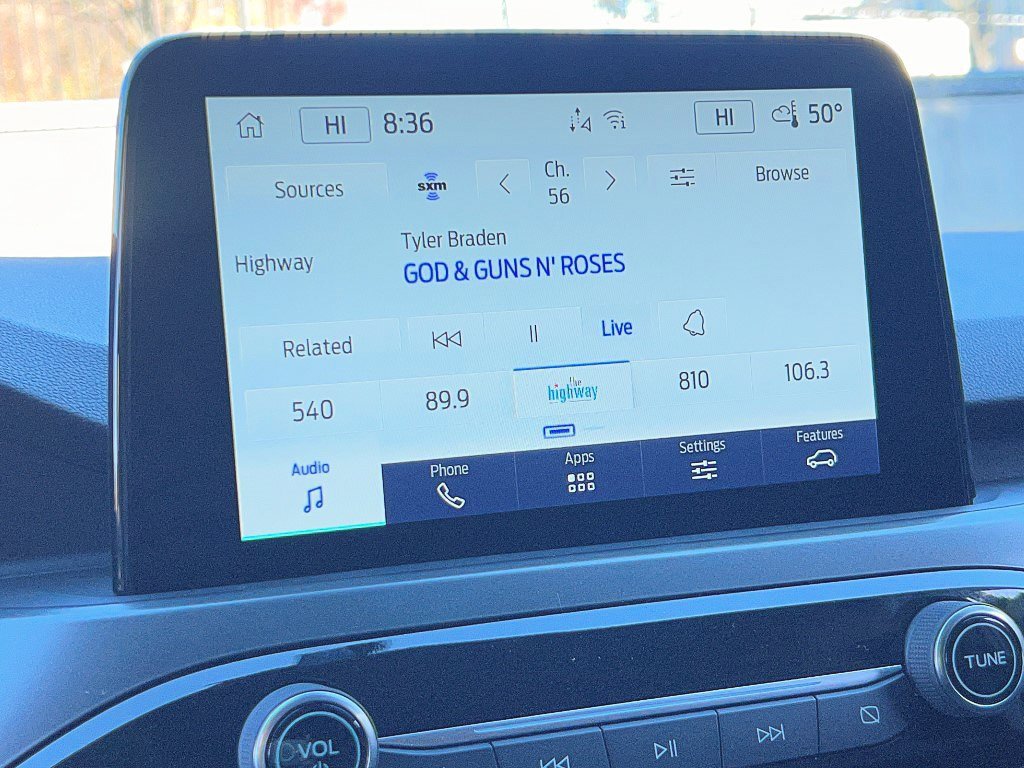 HI 8:36 HI 50°
Sources sxm Ch. 56 Browse
Highway
Tyler Braden
GOD & GUNS N' ROSES
Related Live
540 89.9 the highway 810 106.3
Audio Phone Apps Settings Features
VOL TUNE